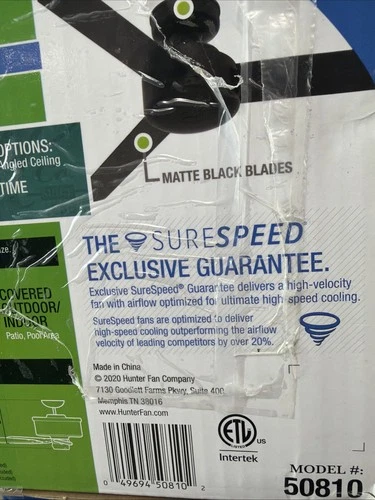 OPTIONS:
Angled Ceiling
TIME
MATTE BLACK BLADES
THE SURESPEED
EXCLUSIVE GUARANTEE.
Exclusive SureSpeed® Guarantee delivers a high-velocity
fan with airflow optimized for ultimate high speed cooling.
SureSpeed fans are optimized to deliver
high-speed cooling outperforming the airflow
velocity of leading competitors by over 20%.
ze.
COVERED
OUTDOOR/
INDOOR
Patio, Pool Area
Made in China
© 2020 Hunter Fan Company
7130 Goodlett Farms Pkwy, Suite 400
Memphis TN 38016
www.HunterFan.com
0 49694 50810 2
ETL US
Intertek
MODEL #:
50810